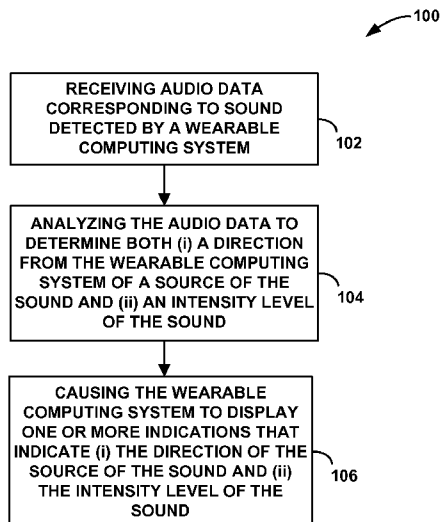 100
RECEIVING AUDIO DATA
CORRESPONDING TO SOUND
DETECTED BY A WEARABLE
COMPUTING SYSTEM
102
ANALYZING THE AUDIO DATA TO
DETERMINE BOTH (i) A DIRECTION
FROM THE WEARABLE COMPUTING
SYSTEM OF A SOURCE OF THE
SOUND AND (ii) AN INTENSITY LEVEL
OF THE SOUND
104
CAUSING THE WEARABLE
COMPUTING SYSTEM TO DISPLAY
ONE OR MORE INDICATIONS THAT
INDICATE (i) THE DIRECTION OF THE
SOURCE OF THE SOUND AND (ii)
THE INTENSITY LEVEL OF THE
SOUND
106